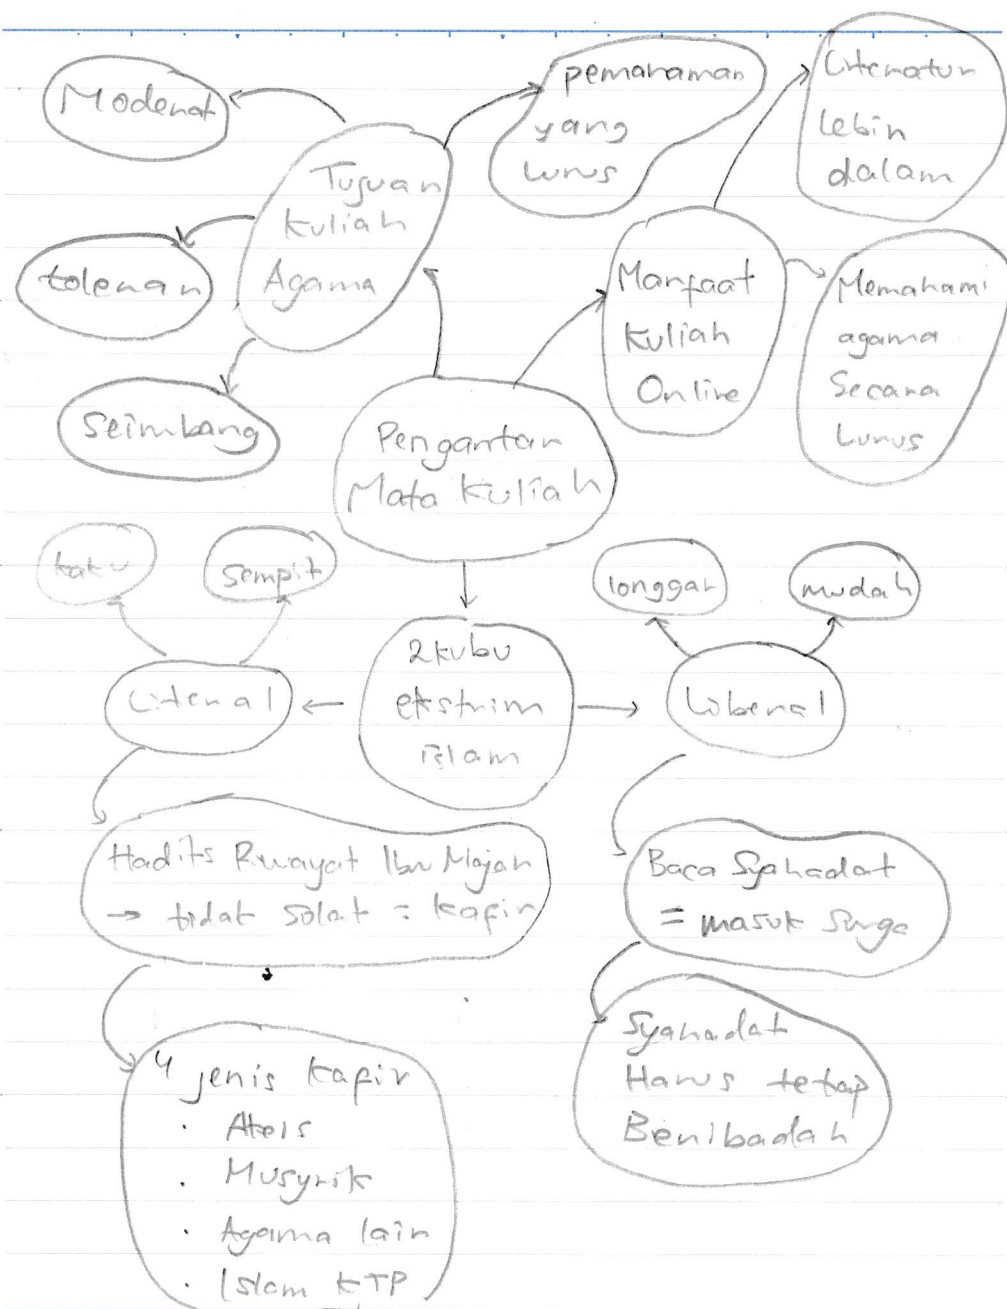 Moderat
pemahaman
yang
lurus
Literatur
lebih
dalam
Tujuan
kuliah
Agama
toleran
Seimbang
Manfaat
kuliah
Online
Memahami
agama
Secara
Lurus
Pengantar
Mata Kuliah
kaku
sempit
longgar
mudah
2 kubu
ekstrim
islam
Literal
Liberal
Hadits Riwayat Ibnu Majah
→ tidak solat = kafir
Baca Syahadat
= masuk surga
4 jenis kafir
· Ateis
· Musyrik
· Agama lain
· Islam KTP
Syahadat
Harus tetap
Beribadah